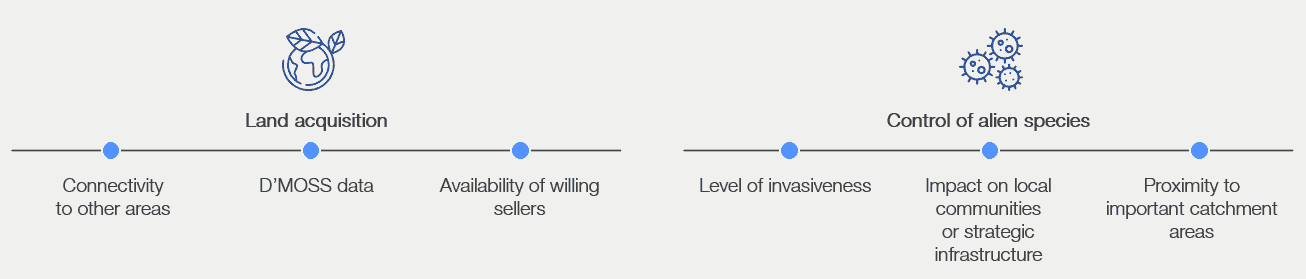 Land acquisition
Connectivity
to other areas
D’MOSS data
Availability of willing
sellers
Control of alien species
Level of invasiveness
Impact on local
communities
or strategic
infrastructure
Proximity to
important catchment
areas